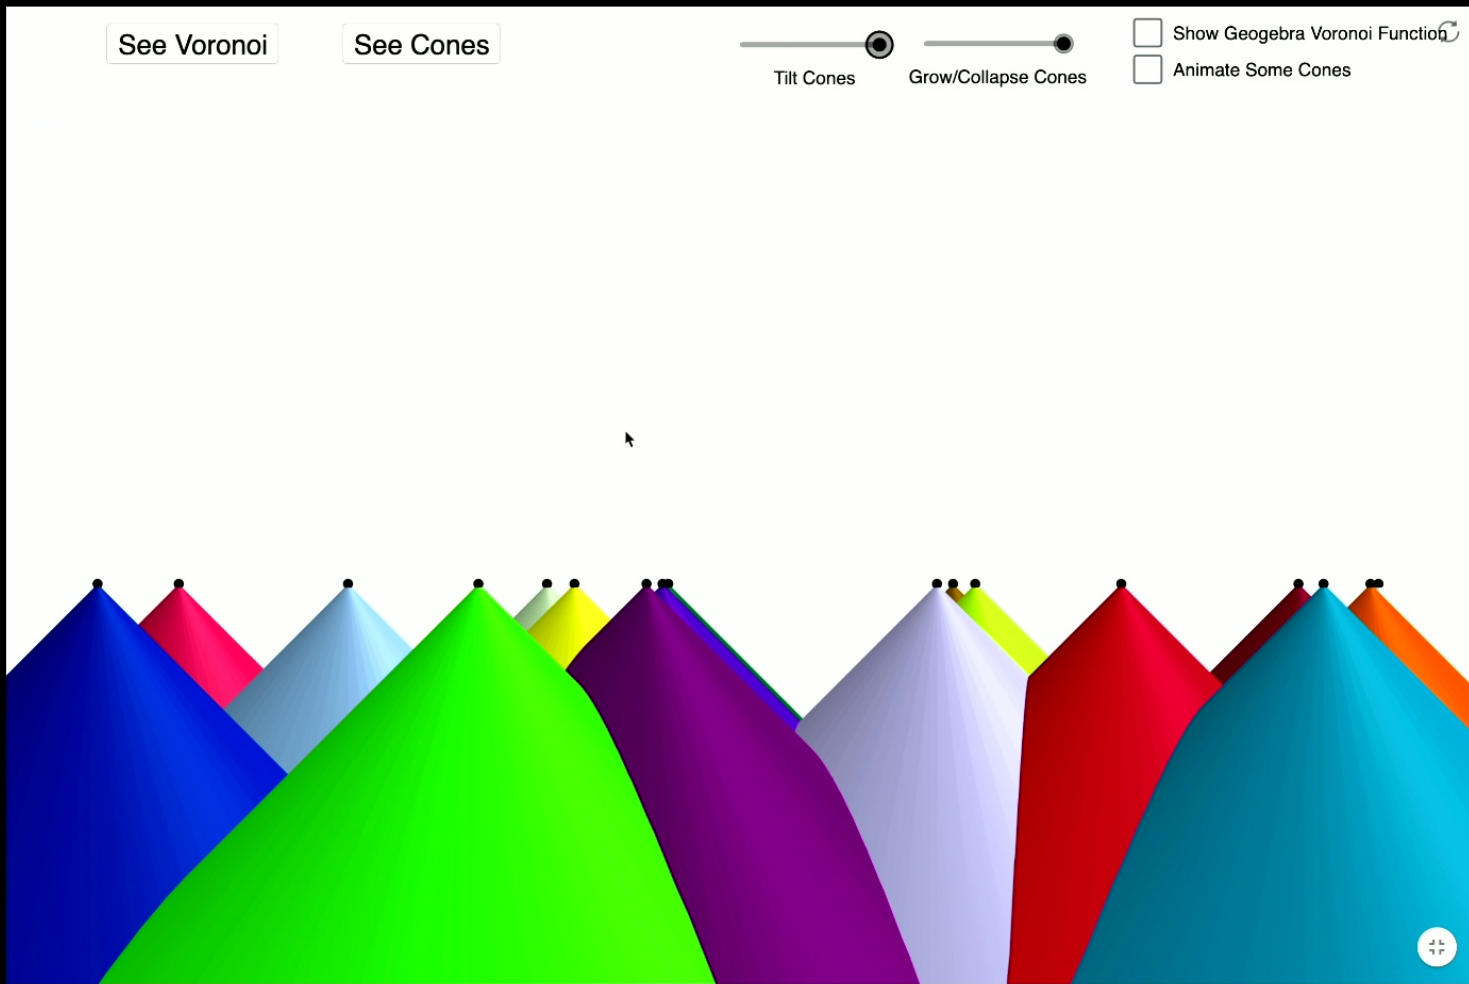 See Voronoi
See Cones
Tilt Cones
Grow/Collapse Cones
Show Geogebra Voronoi Function
Animate Some Cones